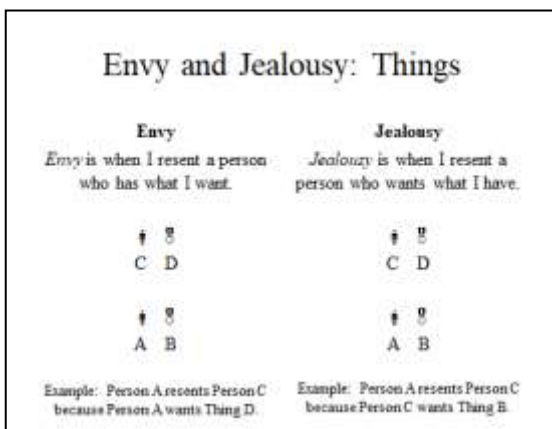 Envy and Jealousy: Things
Envy
Envy is when I resent a person
who has what I want.
C D
A B
Example: Person A resents Person C
because Person A wants Thing D.
Jealousy
Jealousy is when I resent a
person who wants what I have.
C D
A B
Example: Person A resents Person C
because Person C wants Thing B.